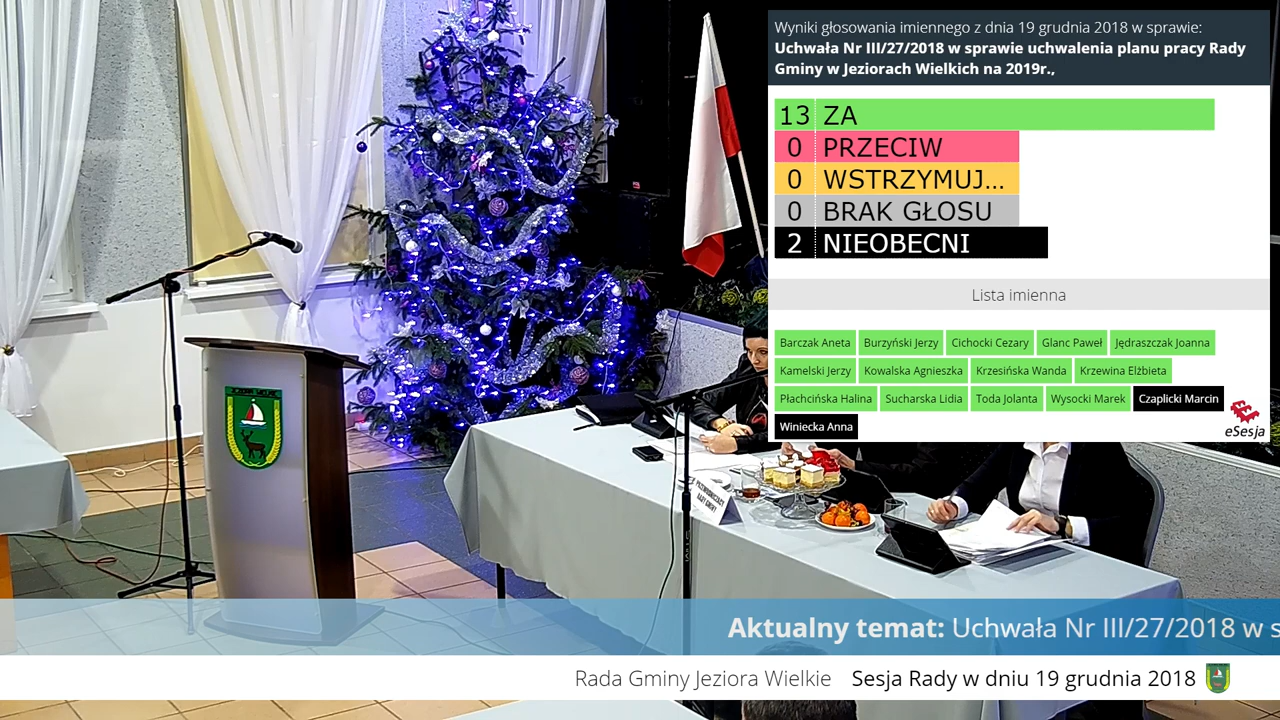 Wyniki głosowania imiennego z dnia 19 grudnia 2018 w sprawie:
Uchwała Nr III/27/2018 w sprawie uchwalenia planu pracy Rady
Gminy w Jeziorach Wielkich na 2019r.,
13 ZA
0 PRZECIW
0 WSTRZYMUJ...
0 BRAK GŁOSU
2 NIEOBECNI
Lista imienna
Barczak Aneta Burzyński Jerzy Cichocki Cezary Glanc Paweł Jędraszczak Joanna
Kamelski Jerzy Kowalska Agnieszka Krzesińska Wanda Krzewina Elżbieta
Płachcińska Halina Sucharska Lidia Toda Jolanta Wysocki Marek Czaplicki Marcin
Winiecka Anna
eSesja
PRZEWODNICZĄCY
RADY GMINY
Aktualny temat: Uchwała Nr III/27/2018 w s
Rada Gminy Jeziora Wielkie Sesja Rady w dniu 19 grudnia 2018